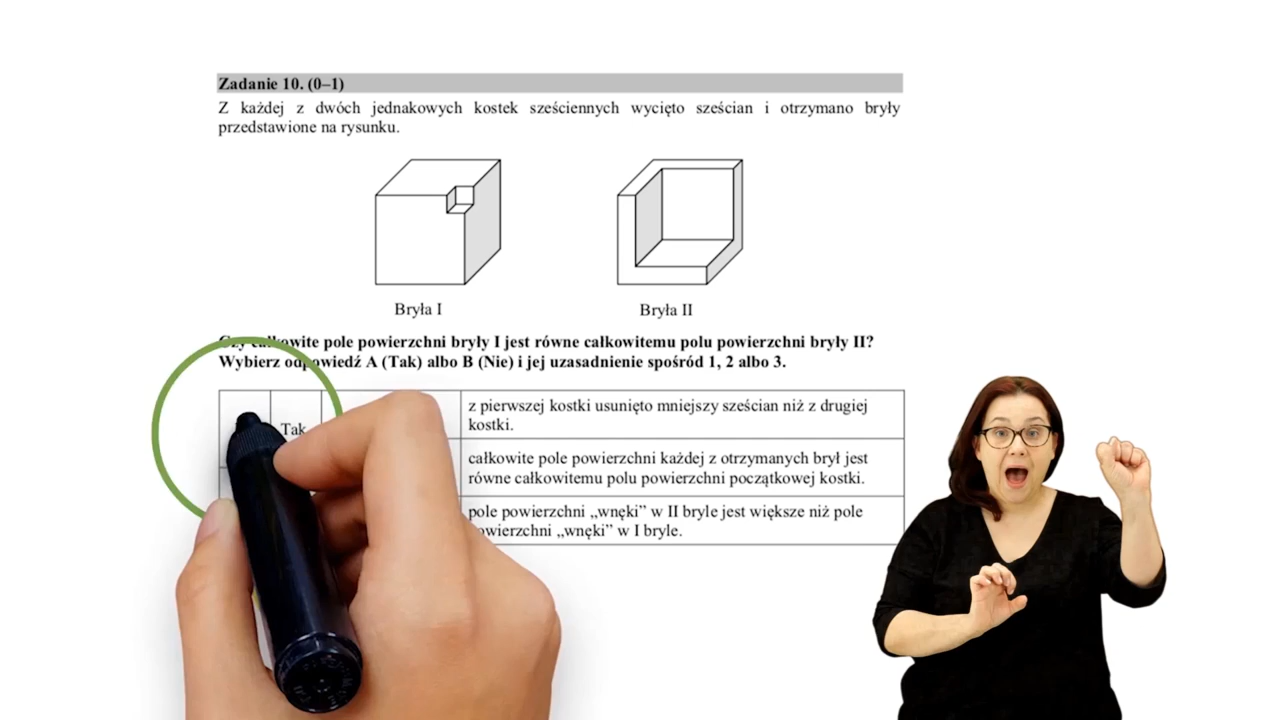 Zadanie 10. (0–1)
Z każdej z dwóch jednakowych kostek sześciennych wycięto sześcian i otrzymano bryły
przedstawione na rysunku.
Bryła I
Bryła II
Czy całkowite pole powierzchni bryły I jest równe całkowitemu polu powierzchni bryły II?
Wybierz odpowiedź A (Tak) albo B (Nie) i jej uzasadnienie spośród 1, 2 albo 3.
Tak
z pierwszej kostki usunięto mniejszy sześcian niż z drugiej
kostki.
całkowite pole powierzchni każdej z otrzymanych brył jest
równe całkowitemu polu powierzchni początkowej kostki.
pole powierzchni „wnęki” w II bryle jest większe niż pole
powierzchni „wnęki” w I bryle.